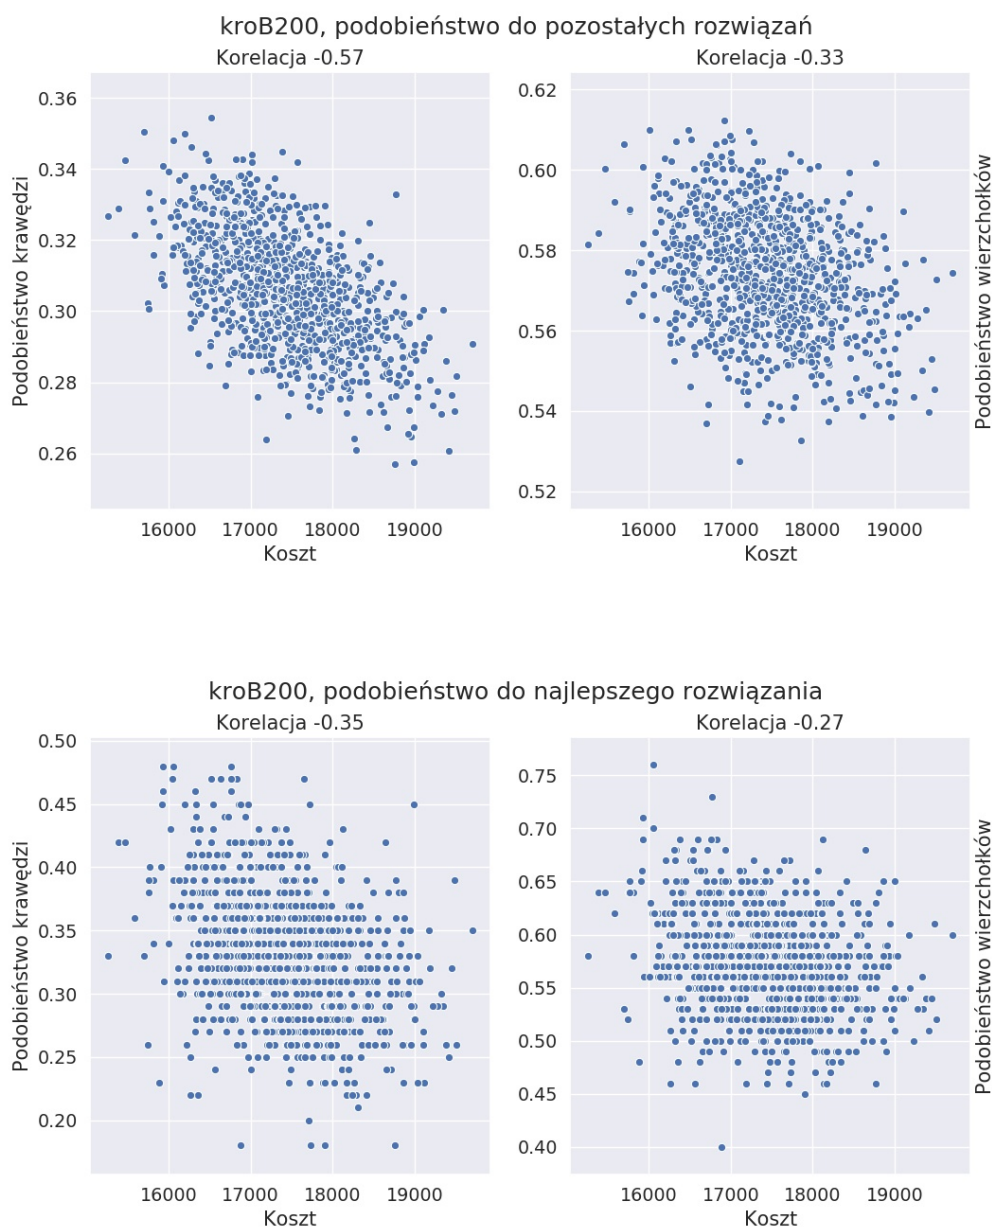 kroB200, podobieństwo do pozostałych rozwiązań
Korelacja -0.57
Korelacja -0.33
Podobieństwo krawędzi
0.36
0.34
0.32
0.30
0.28
0.26
16000 17000 18000 19000
Koszt
0.62
0.60
0.58
0.56
0.54
0.52
16000 17000 18000 19000
Koszt
Podobieństwo wierzchołków
kroB200, podobieństwo do najlepszego rozwiązania
Korelacja -0.35
Korelacja -0.27
Podobieństwo krawędzi
0.50
0.45
0.40
0.35
0.30
0.25
0.20
16000 17000 18000 19000
Koszt
0.75
0.70
0.65
0.60
0.55
0.50
0.45
0.40
16000 17000 18000 19000
Koszt
Podobieństwo wierzchołków